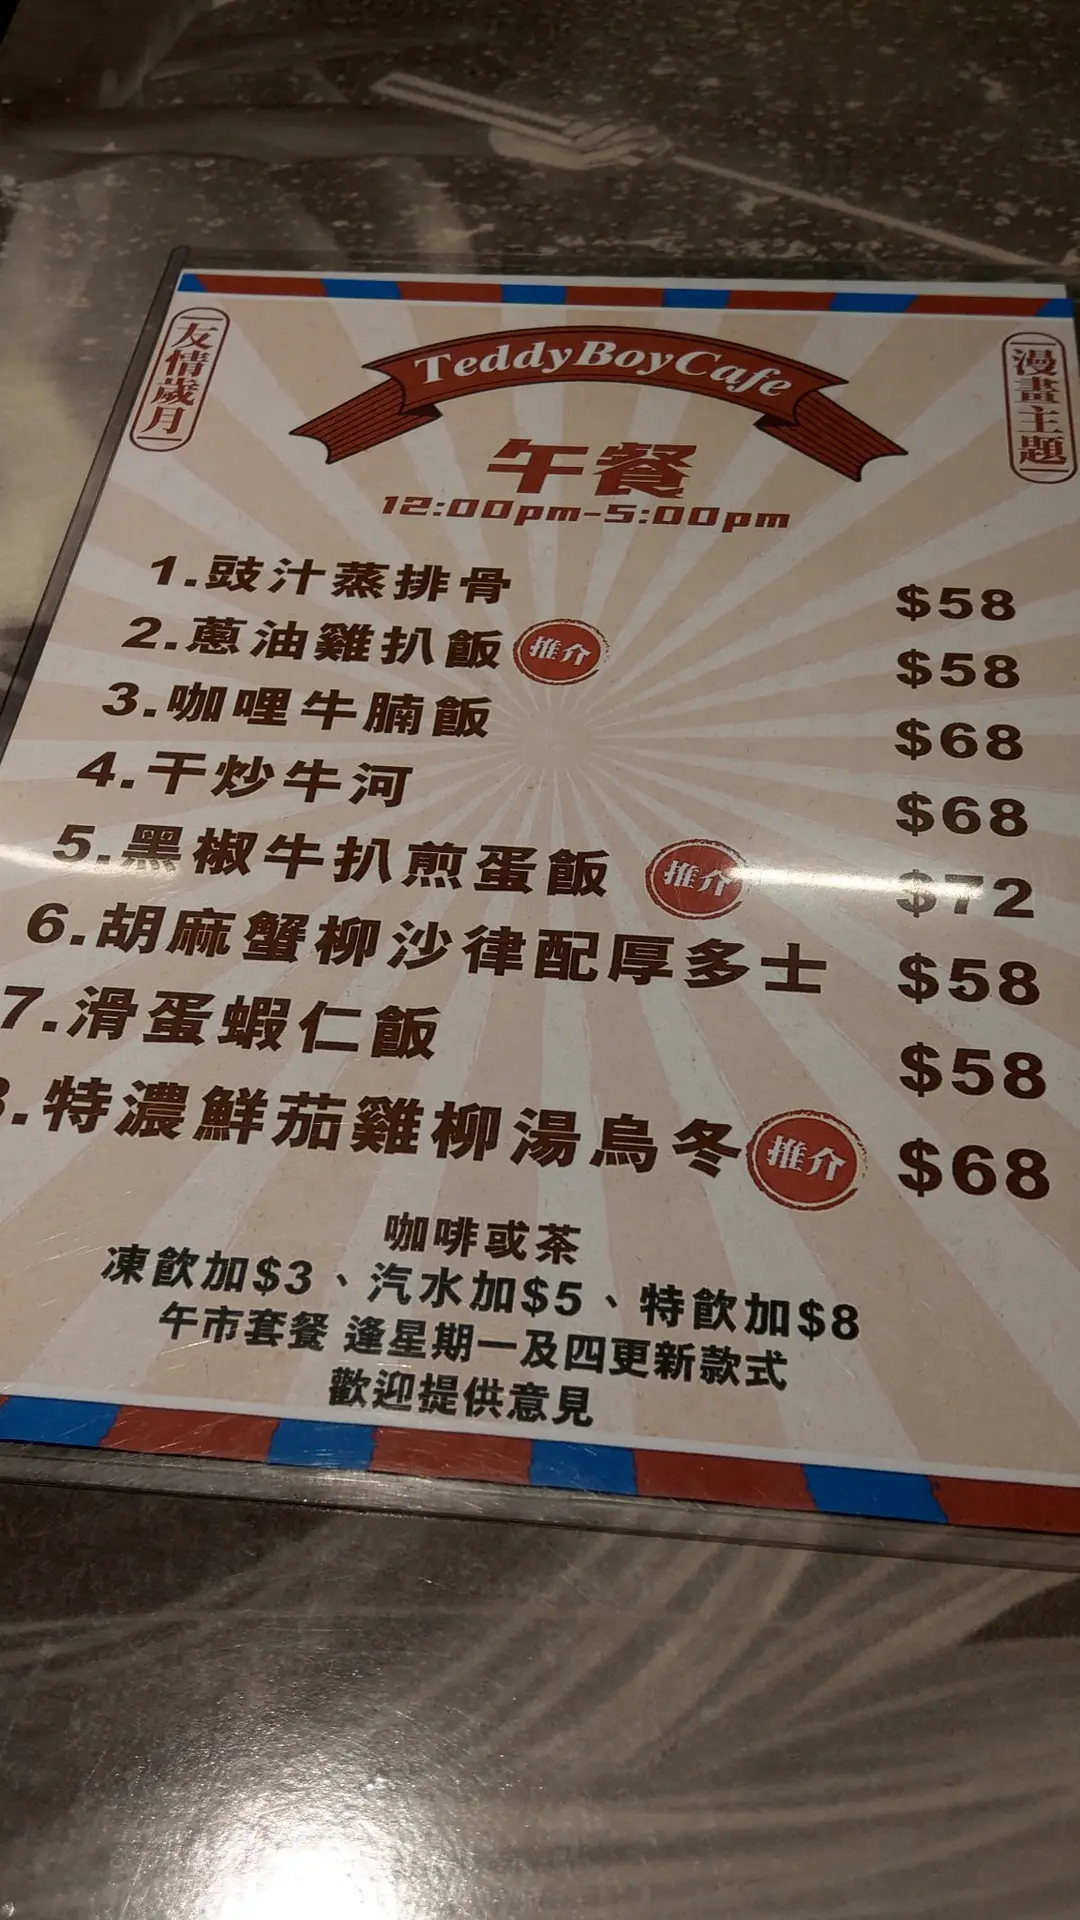 友情歲月
TeddyBoyCafe
漫畫主題
午餐
12:00pm-5:00pm
1.豉汁蒸排骨 $58
2.蔥油雞扒飯 推介 $58
3.咖哩牛腩飯 $68
4.干炒牛河 $68
5.黑椒牛扒煎蛋飯 推介 $72
6.胡麻蟹柳沙律配厚多士 $58
7.滑蛋蝦仁飯 $58
8.特濃鮮茄雞柳湯烏冬 推介 $68
咖啡或茶
凍飲加$3、汽水加$5、特飲加$8
午市套餐 逢星期一及四更新款式
歡迎提供意見